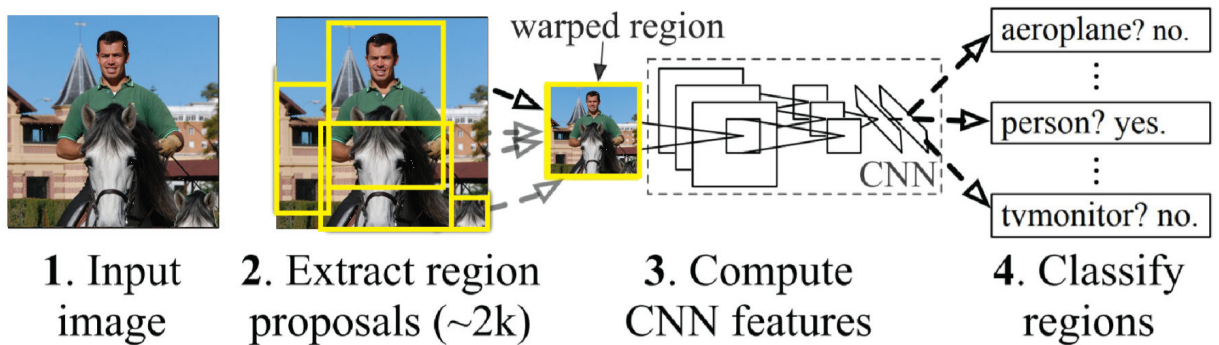 warped region
aeroplane? no.
person? yes.
CNN
tvmonitor? no.
1. Input
image
2. Extract region
proposals (~2k)
3. Compute
CNN features
4. Classify
regions